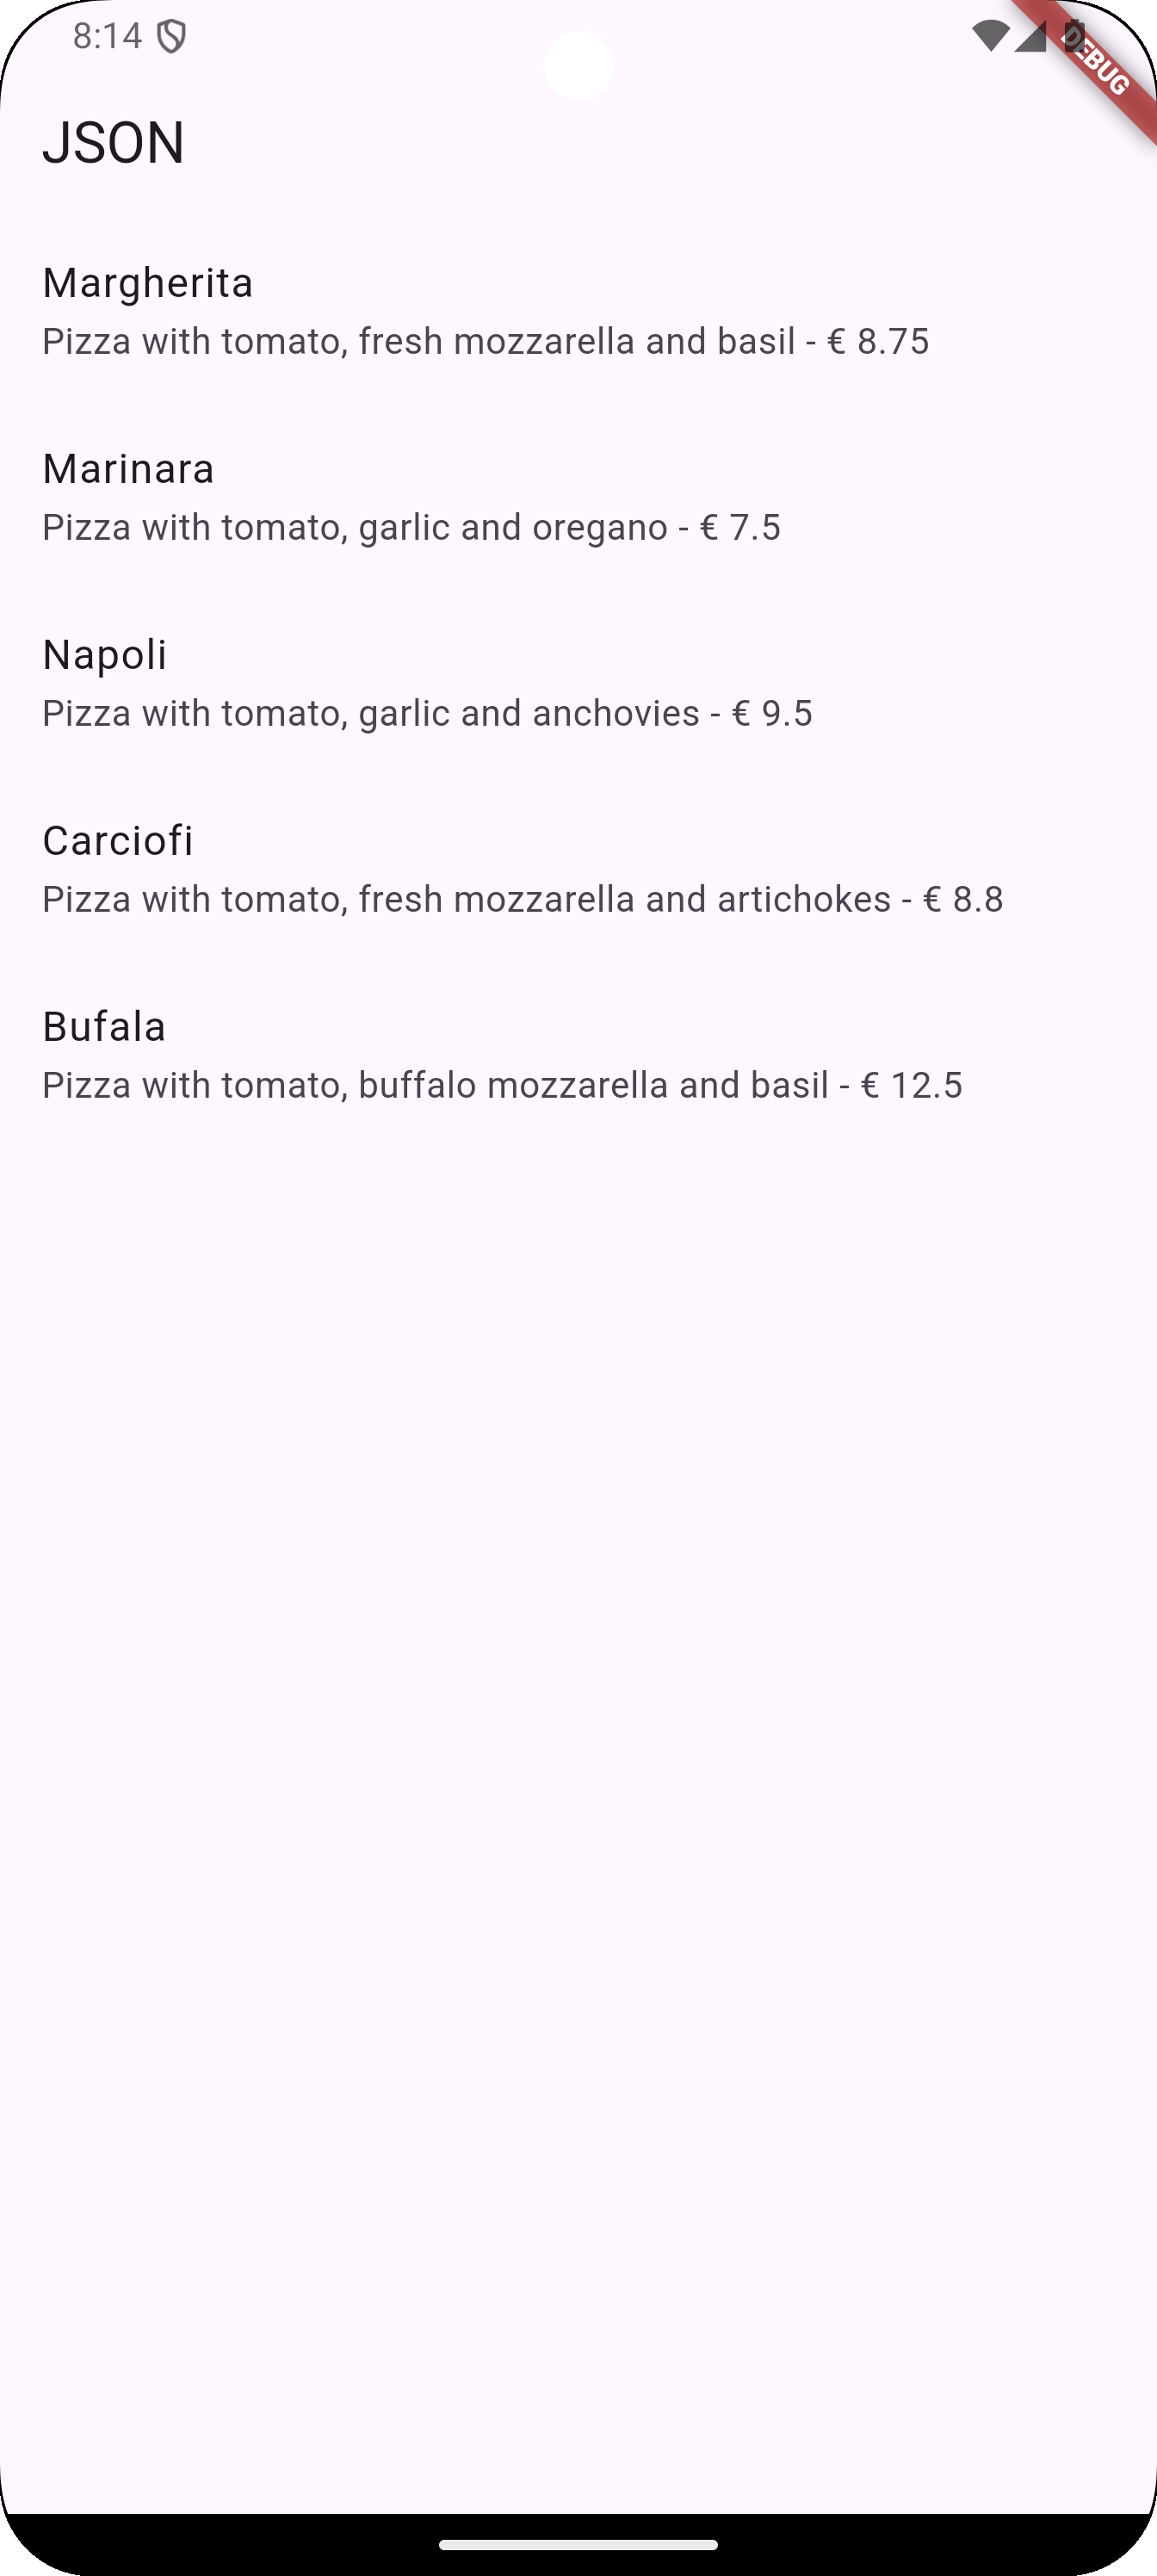 8:14
DEBUG
JSON
Margherita
Pizza with tomato, fresh mozzarella and basil - € 8.75
Marinara
Pizza with tomato, garlic and oregano - € 7.5
Napoli
Pizza with tomato, garlic and anchovies - € 9.5
Carciofi
Pizza with tomato, fresh mozzarella and artichokes - € 8.8
Bufala
Pizza with tomato, buffalo mozzarella and basil - € 12.5